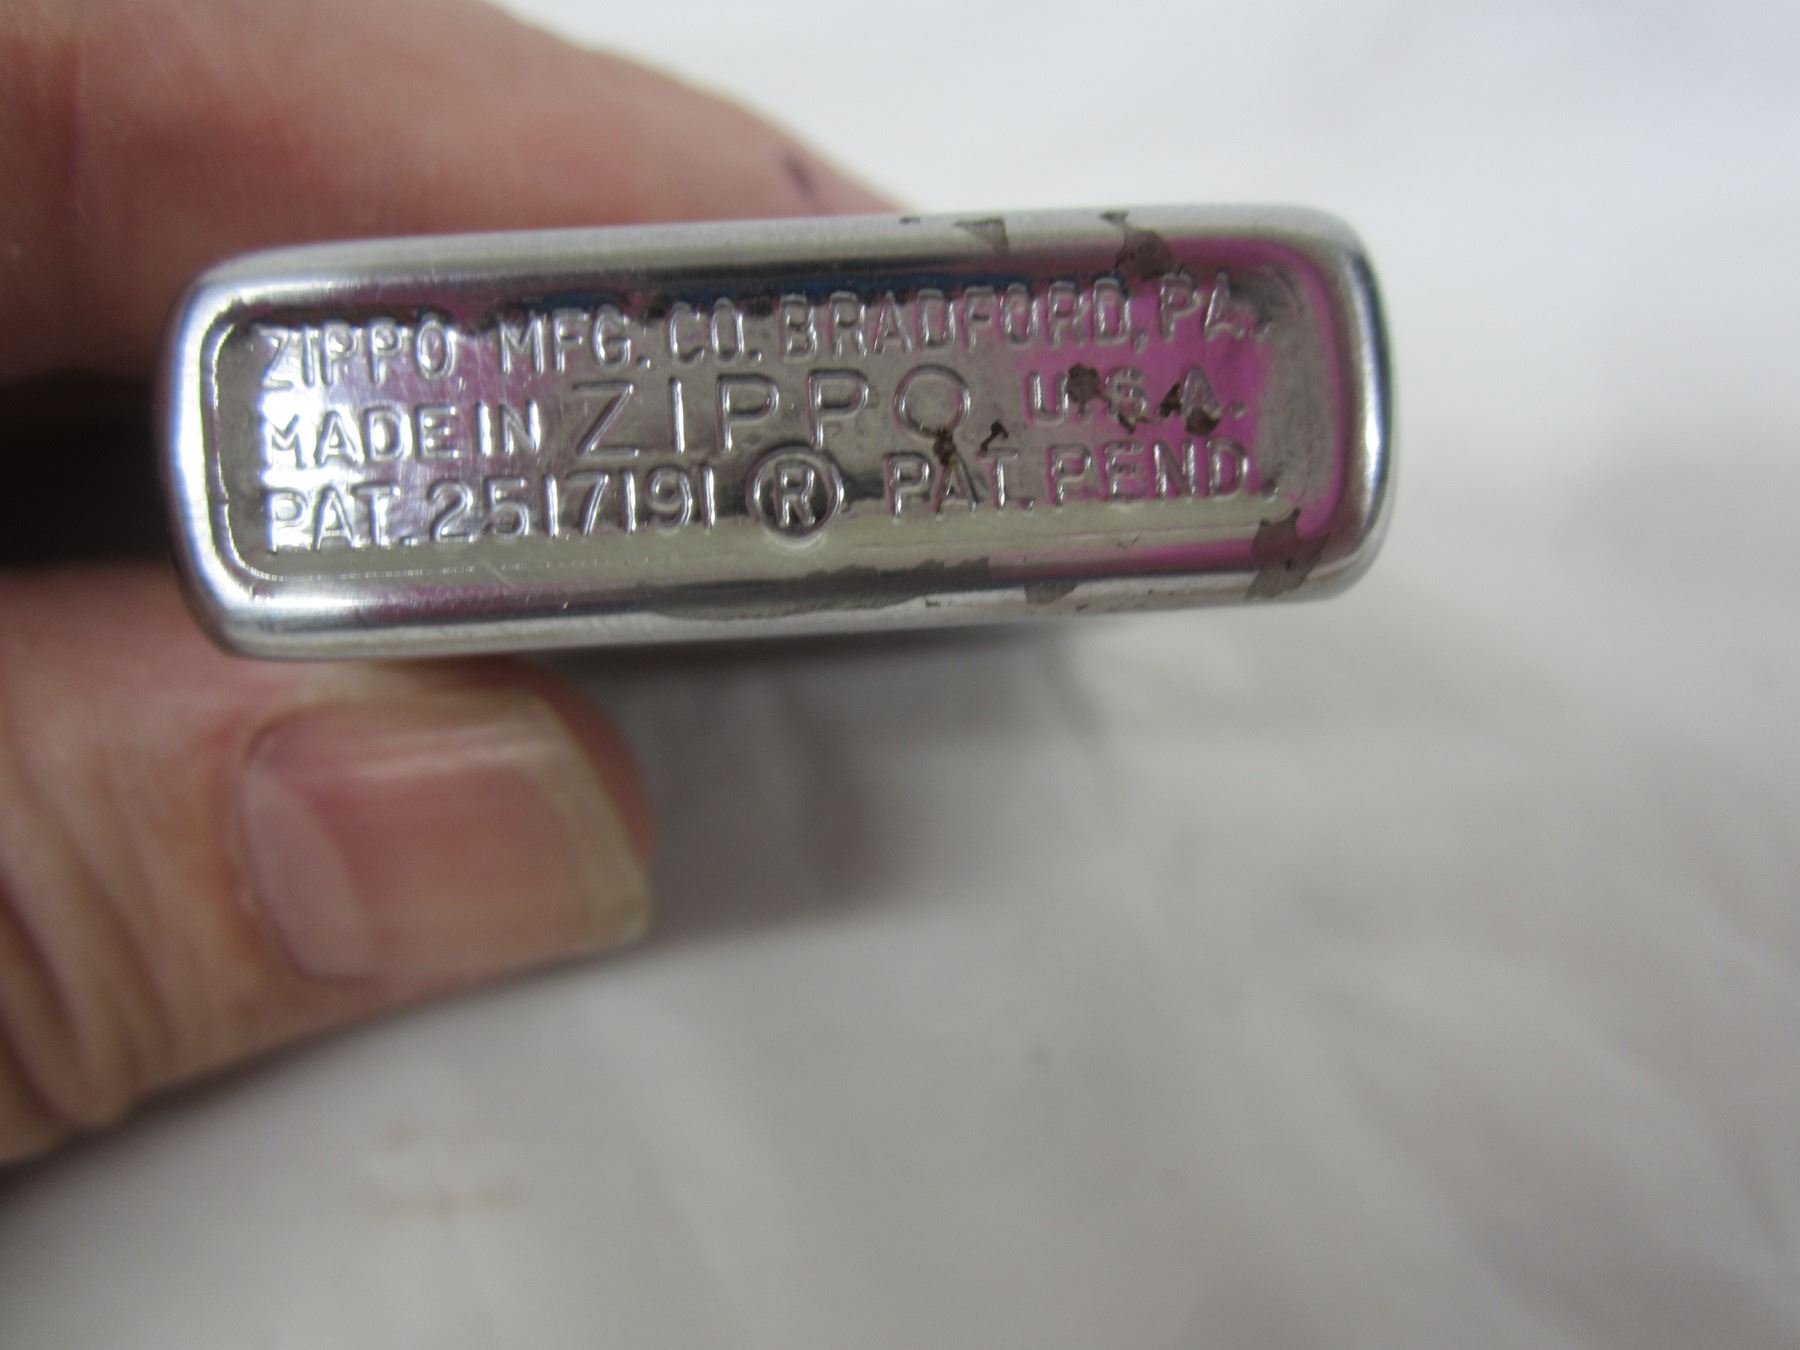 ZIPPO MFG. CO. BRADFORD, PA.
MADE IN ZIPPO U.S.A.
PAT. 2517191 ® PAT. PEND.